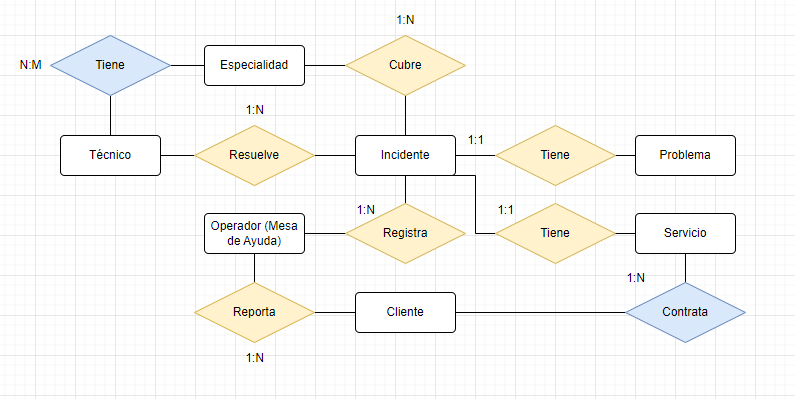 1:N
N:M
Tiene
Especialidad
Cubre
1:N
1:1
Técnico
Resuelve
Incidente
Tiene
Problema
1:N
1:1
Operador (Mesa
de Ayuda)
Registra
Tiene
Servicio
1:N
Reporta
Cliente
Contrata
1:N